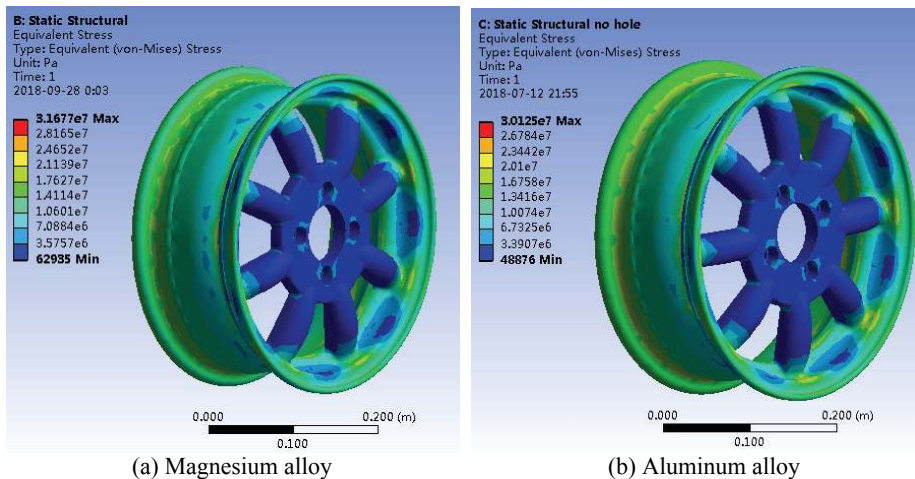 B: Static Structural
Equivalent Stress
Type: Equivalent (von-Mises) Stress
Unit: Pa
Time: 1
2018-09-28 0:03
3.1677e7 Max
2.8165e7
2.4652e7
2.1139e7
1.7627e7
1.4114e7
1.0601e7
7.0884e6
3.5757e6
62935 Min
0.000
0.200 (m)
0.100
(a) Magnesium alloy
C: Static Structural no hole
Equivalent Stress
Type: Equivalent (von-Mises) Stress
Unit: Pa
Time: 1
2018-07-12 21:55
3.0125e7 Max
2.6784e7
2.3442e7
2.01e7
1.6758e7
1.3416e7
1.0074e7
6.7325e6
3.3907e6
48876 Min
0.000
0.200 (m)
0.100
(b) Aluminum alloy